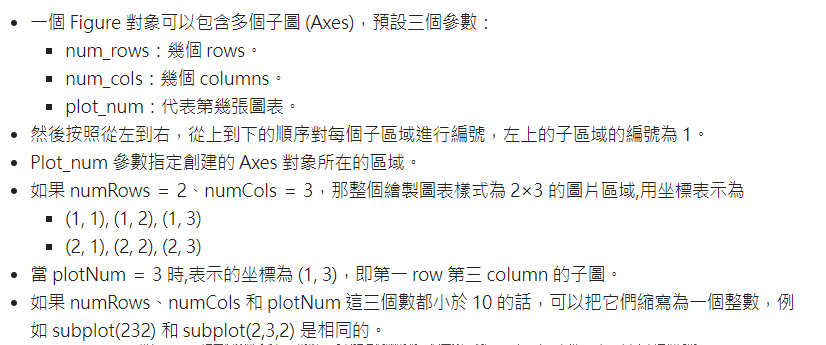 • 一個 Figure 對象可以包含多個子圖 (Axes)，預設三個參數：
▪ num_rows：幾個 rows。
▪ num_cols：幾個 columns。
▪ plot_num：代表第幾張圖表。
• 然後按照從左到右，從上到下的順序對每個子區域進行編號，左上的子區域的編號為 1。
• Plot_num 參數指定創建的 Axes 對象所在的區域。
• 如果 numRows = 2、numCols = 3，那整個繪製圖表樣式為 2×3 的圖片區域,用坐標表示為
▪ (1, 1), (1, 2), (1, 3)
▪ (2, 1), (2, 2), (2, 3)
• 當 plotNum = 3 時,表示的坐標為 (1, 3)，即第一 row 第三 column 的子圖。
• 如果 numRows、numCols 和 plotNum 這三個數都小於 10 的話，可以把它們縮寫為一個整數，例
如 subplot(232) 和 subplot(2,3,2) 是相同的。